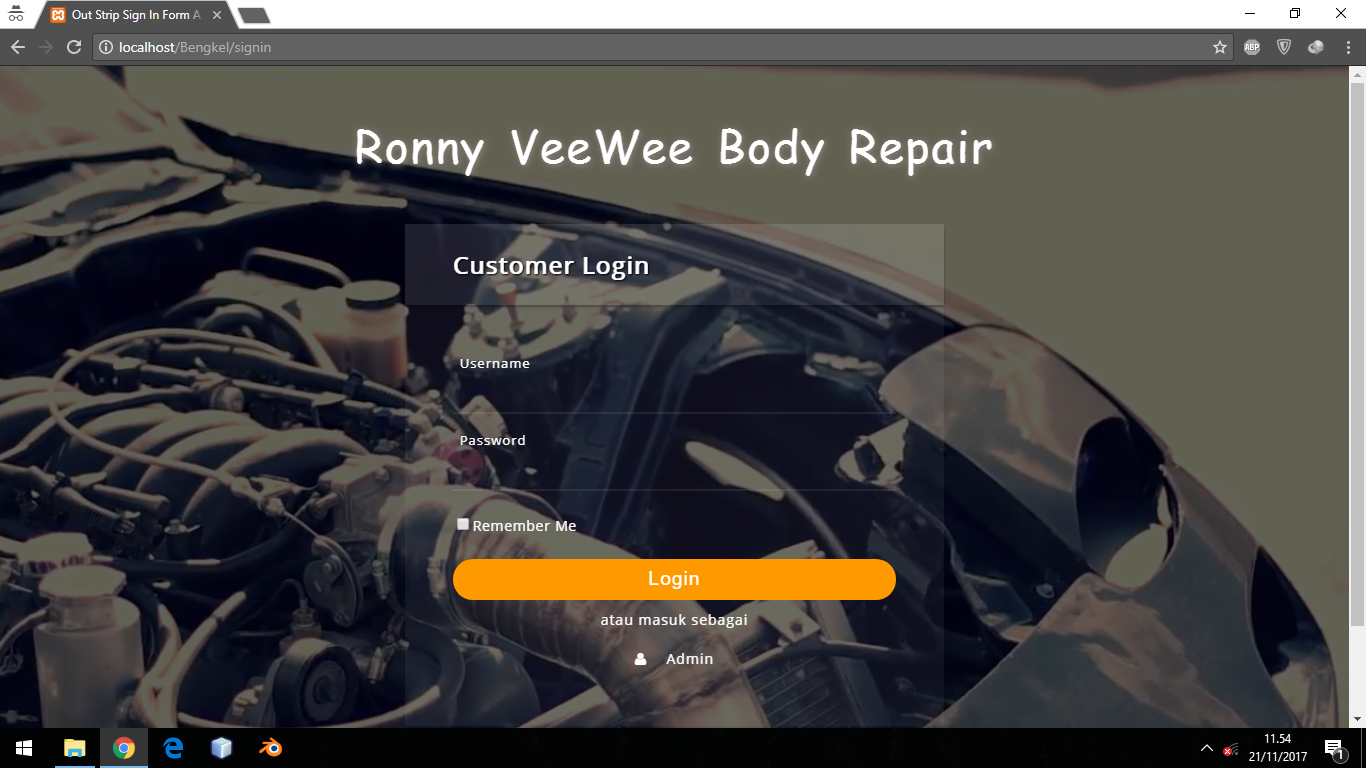 Out Strip Sign In Form A
localhost/Bengkel/signin
ABP
Ronny VeeWee Body Repair
Customer Login
Username
Password
Remember Me
Login
atau masuk sebagai
Admin
11.54
21/11/2017
1